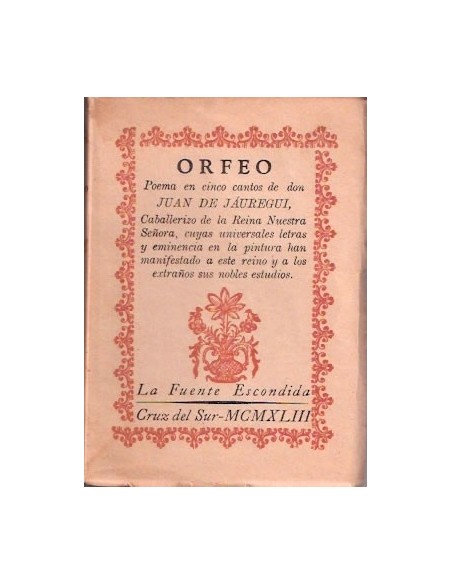 ORFEO
Poema en cinco cantos de don
JUAN DE JÁUREGUI,
Caballerizo de la Reina Nuestra
Señora, cuyas universales letras
y eminencia en la pintura han
manifestado a este reino y a los
extraños sus nobles estudios.
La Fuente Escondida
Cruz del Sur-MCMXLIII